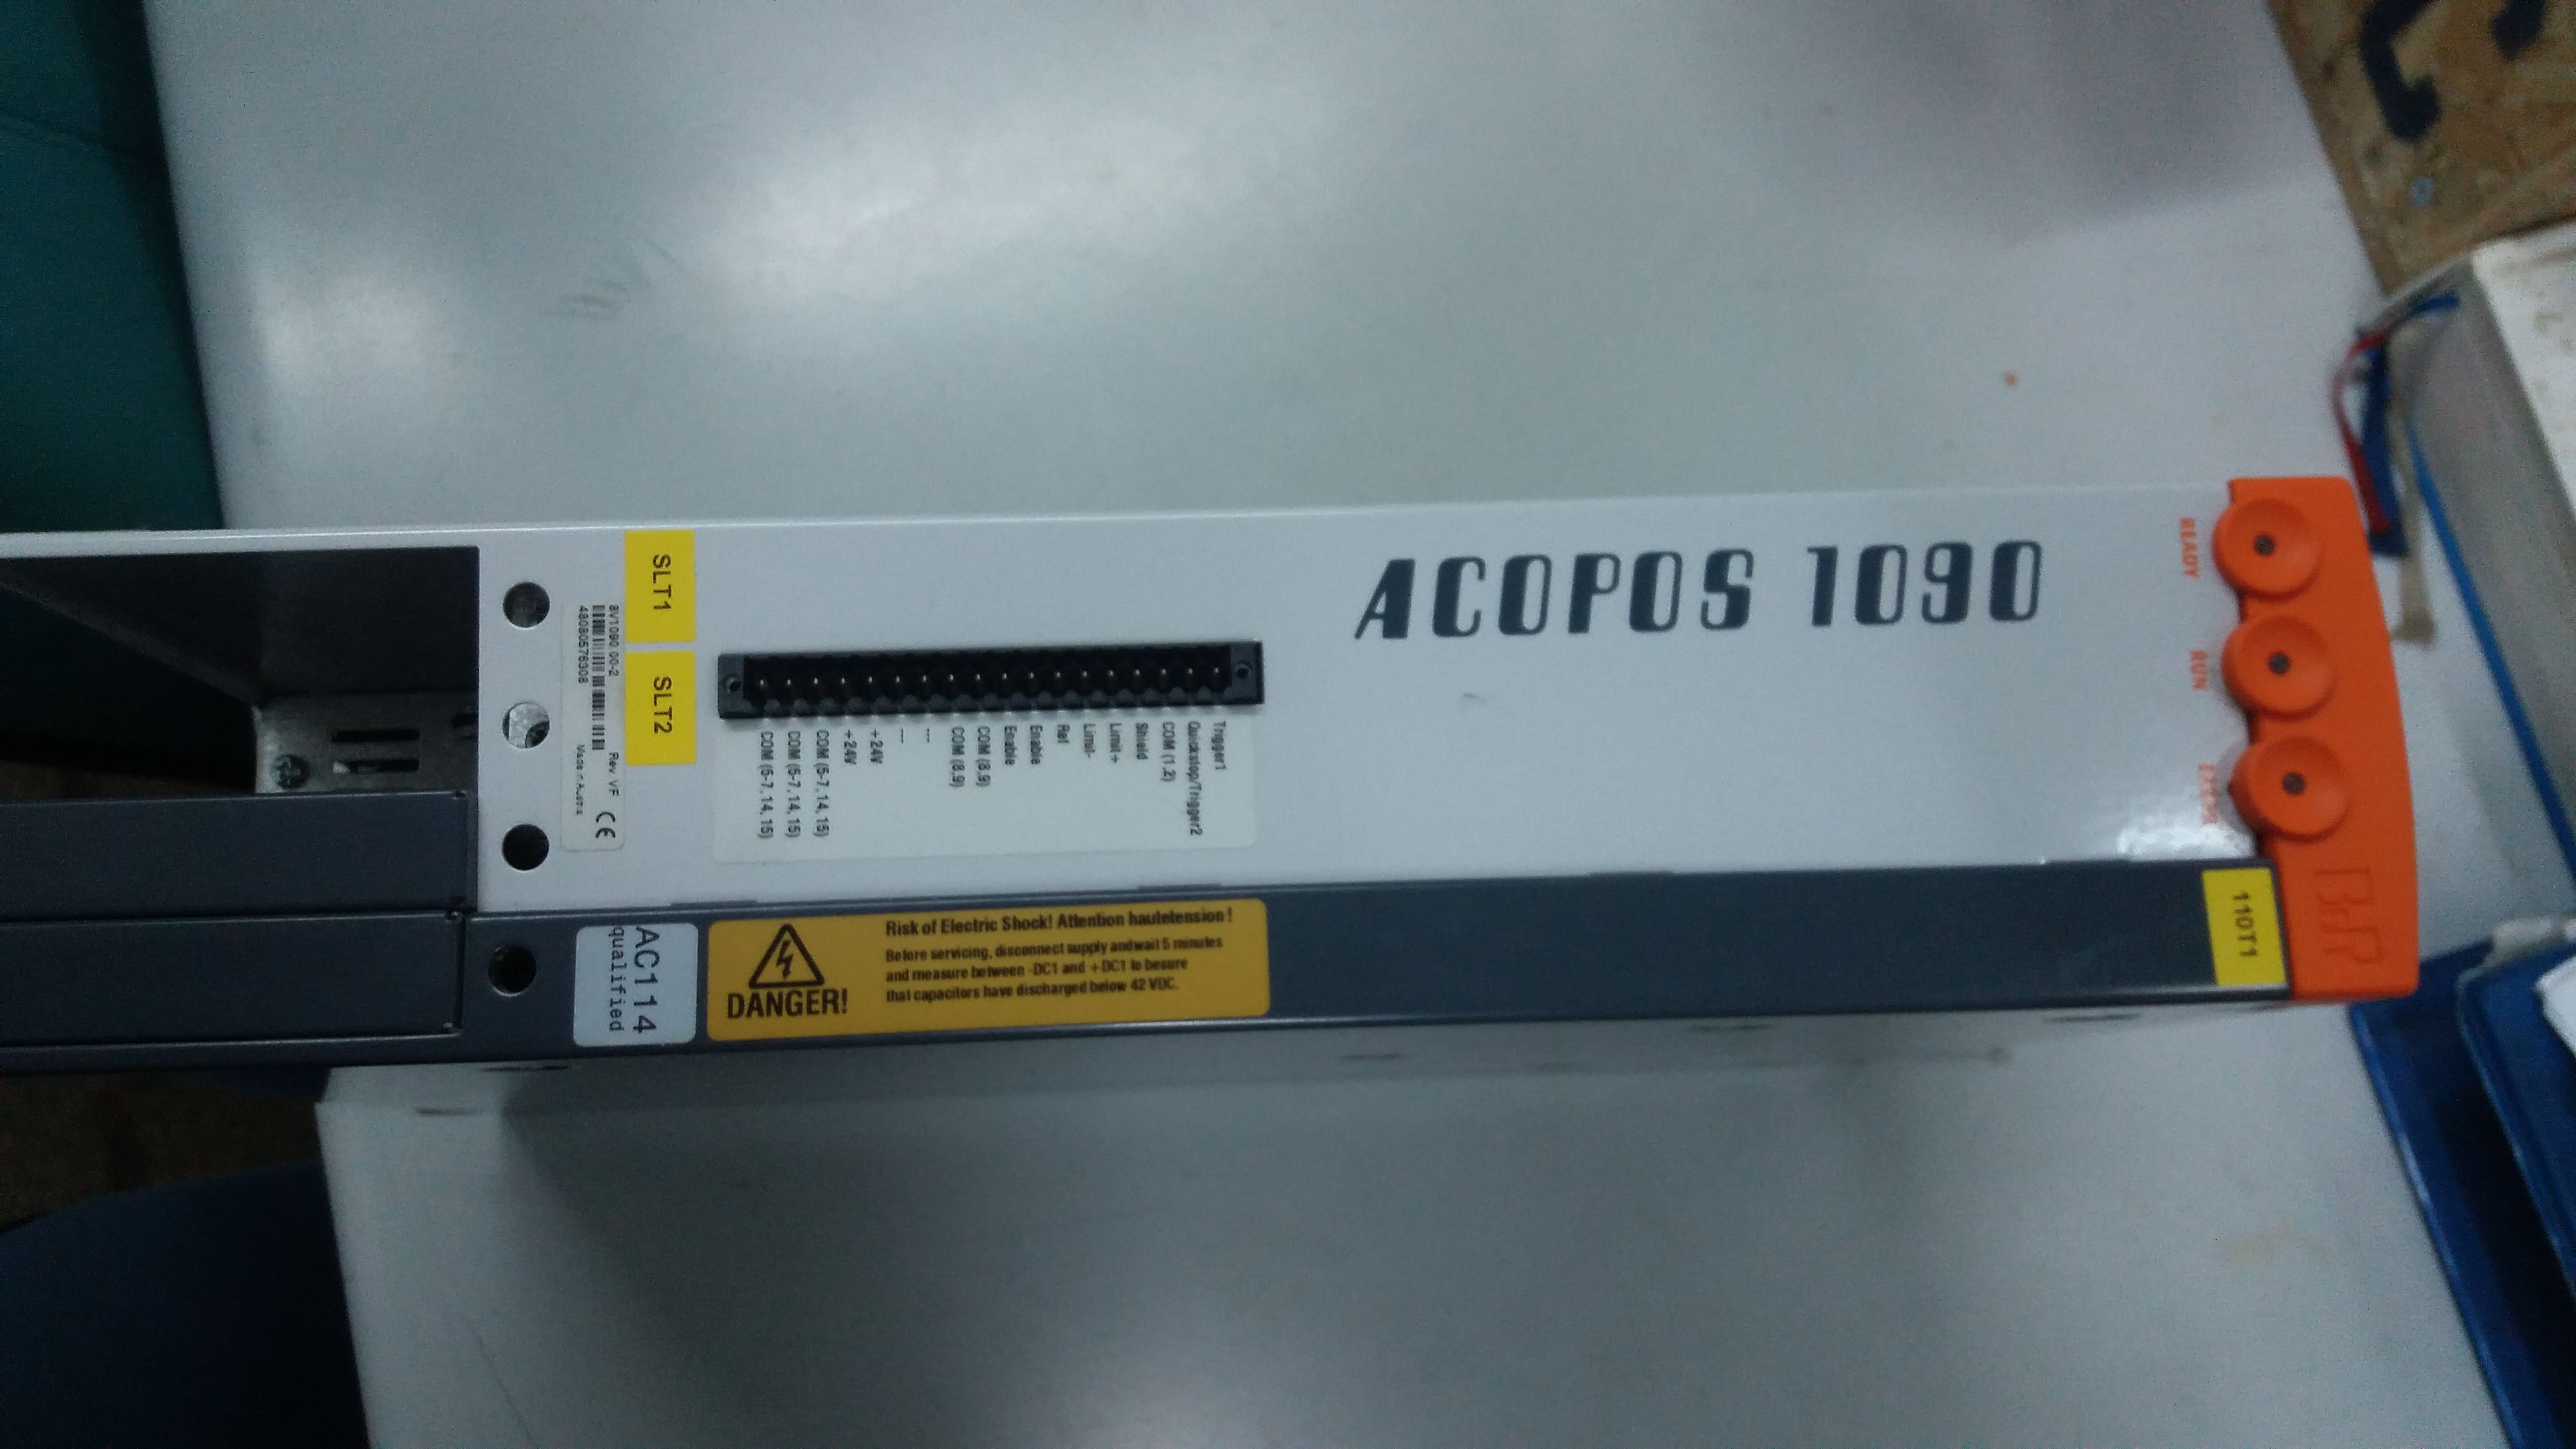 ACOPOS 1090
READY
RUN
ERROR
B&R
110T1
SLT1
SLT2
8V1090.00-2
Rev. VF
48080576308
Made in Austria
CE
Trigger1
Quickstop/Trigger2
COM (1,2)
Shield
Limit+
Limit-
Ref
Enable
Enable
COM (8,9)
COM (8,9)
---
---
+24V
+24V
COM (5-7,14,15)
COM (5-7,14,15)
COM (5-7,14,15)
AC114
qualified
DANGER!
Risk of Electric Shock! Attention hautetension!
Before servicing, disconnect supply andwait 5 minutes
and measure between -DC1 and +DC1 to besure
that capacitors have discharged below 42 VDC.